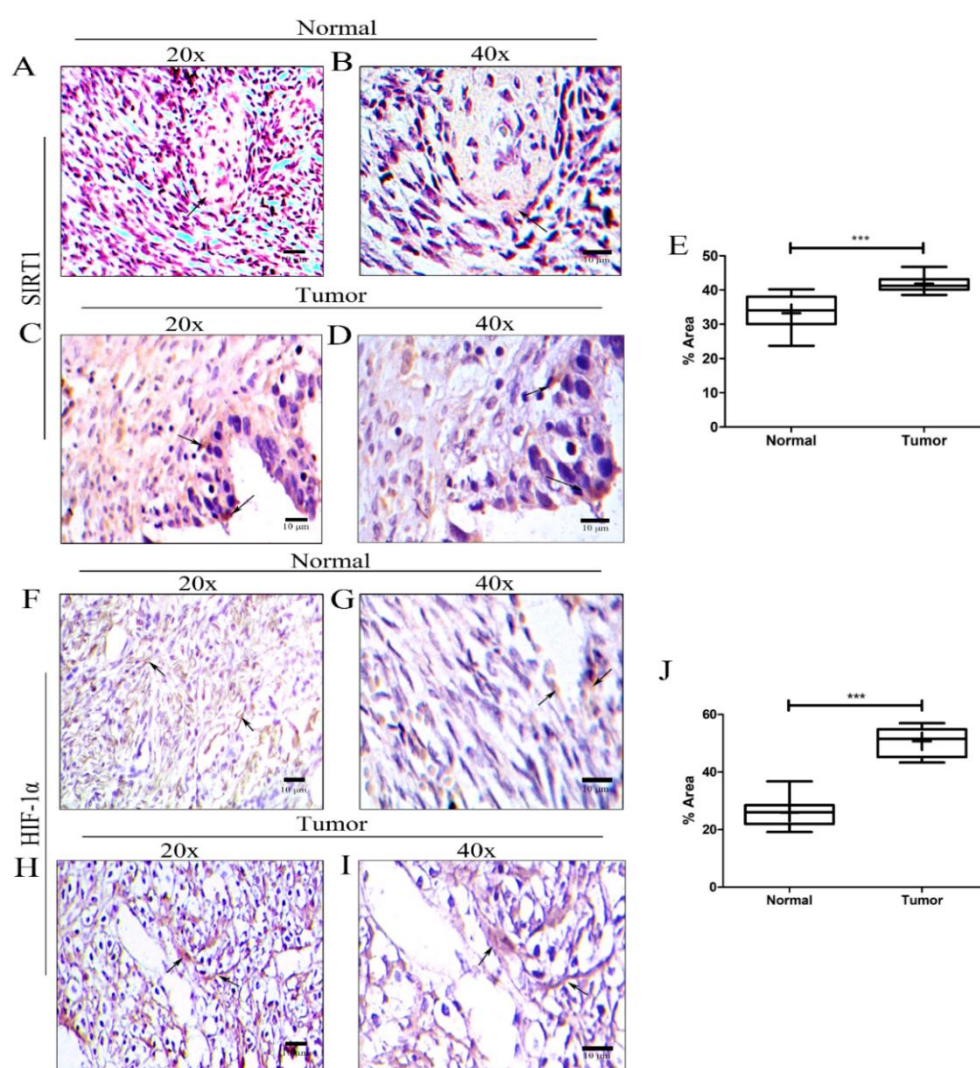 Normal
20x
40x
A
B
10 μm
10 μm
SIRT1
Tumor
20x
40x
C
D
10 μm
10 μm
E
***
50
40
30
20
10
0
% Area
Normal
Tumor
Normal
20x
40x
F
G
10 μm
10 μm
HIF-1α
Tumor
20x
40x
H
I
10 μm
10 μm
J
***
60
40
20
0
% Area
Normal
Tumor